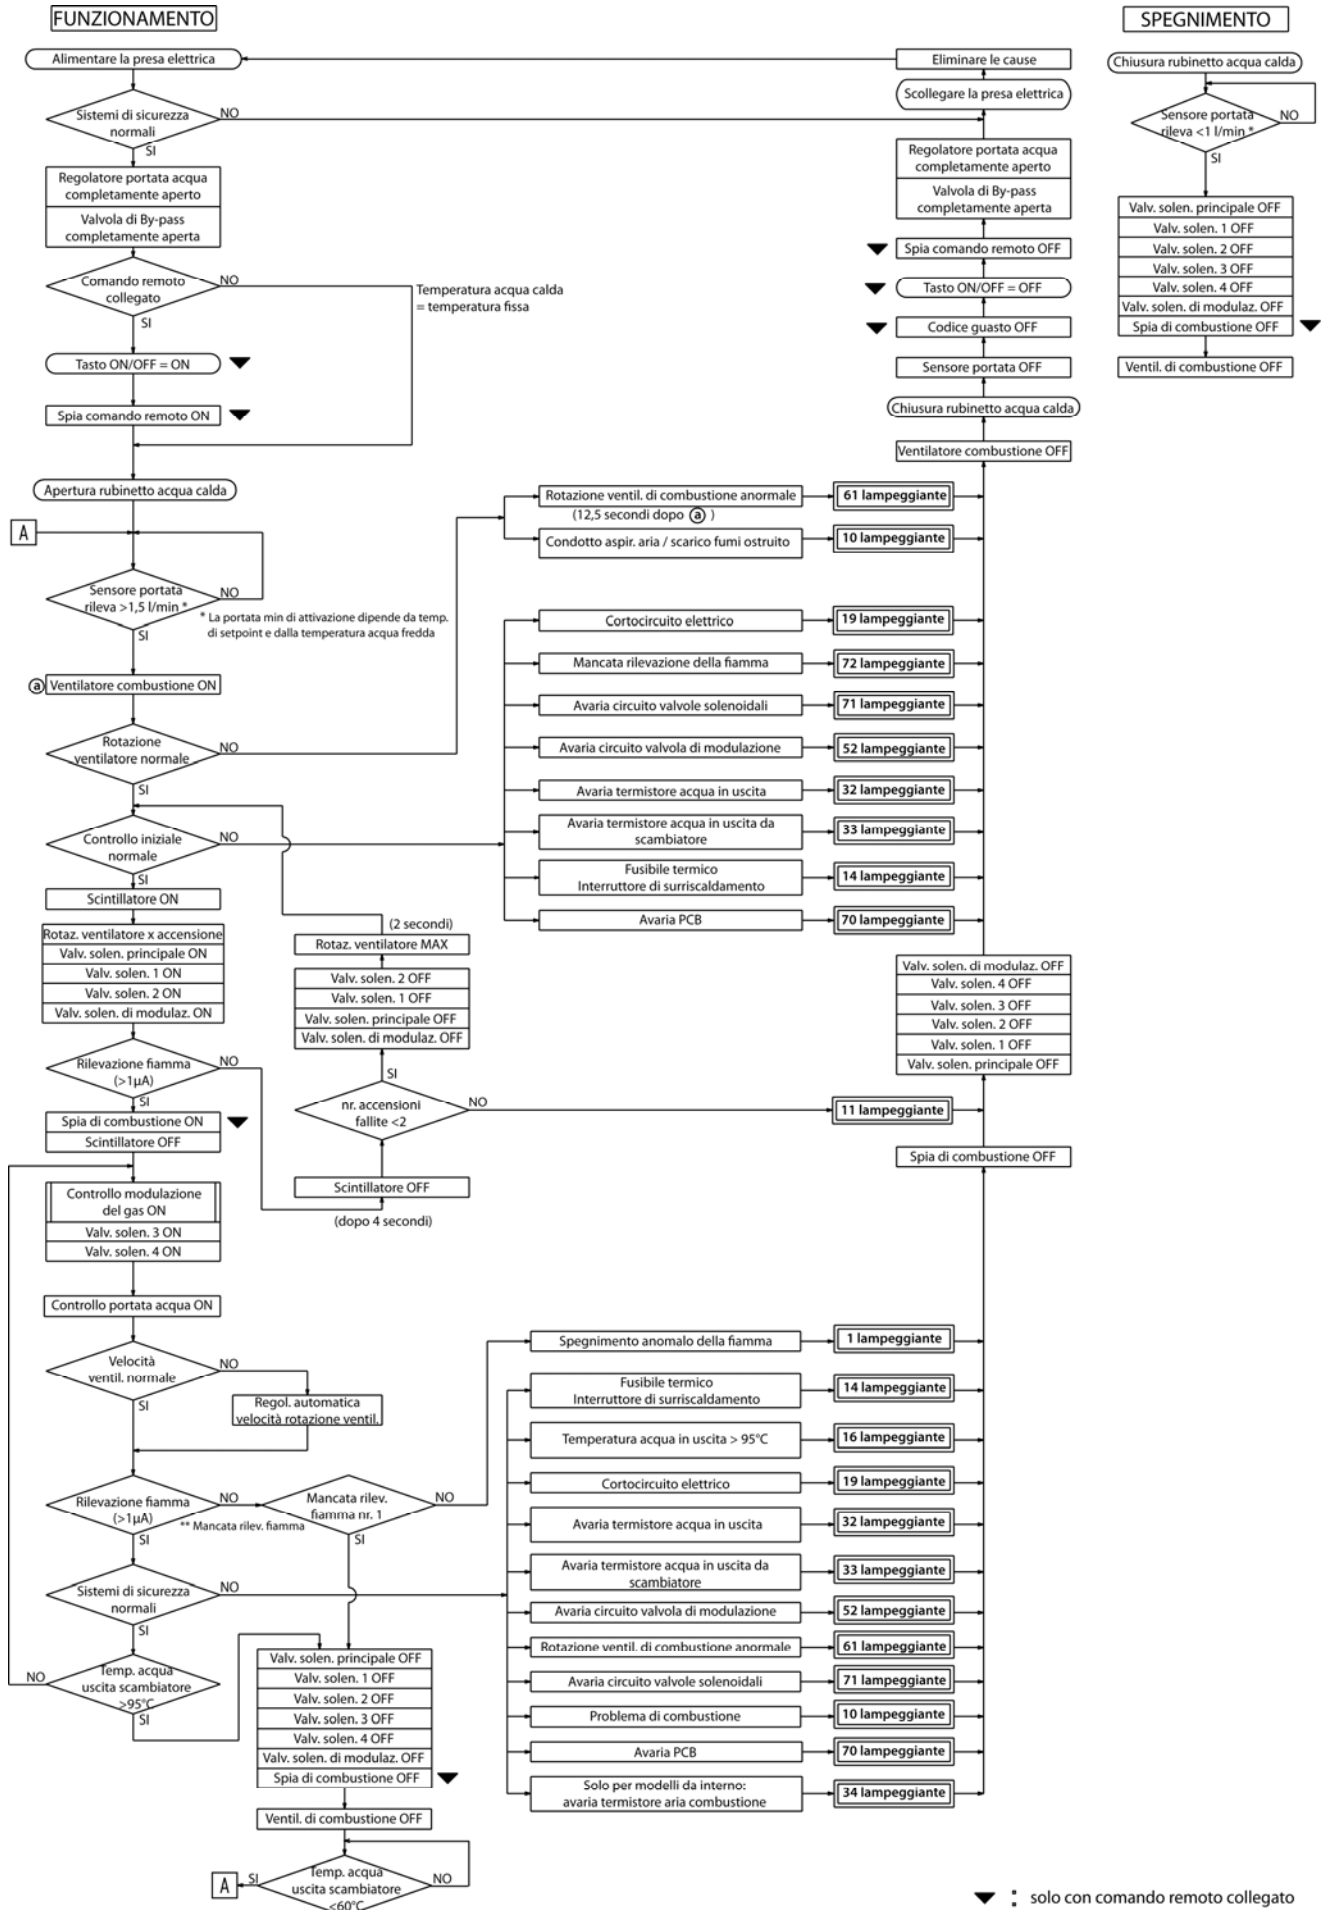 FUNZIONAMENTO
Alimentare la presa elettrica
Sistemi di sicurezza
normali
NO
SI
Regolatore portata acqua
completamente aperto
Valvola di By-pass
completamente aperta
Comando remoto
collegato
NO
SI
Temperatura acqua calda
= temperatura fissa
Tasto ON/OFF = ON
Spia comando remoto ON
Apertura rubinetto acqua calda
A
Sensore portata
rileva >1,5 l/min *
NO
SI
* La portata min di attivazione dipende da temp.
di setpoint e dalla temperatura acqua fredda
a
Ventilatore combustione ON
Rotazione
ventilatore normale
NO
SI
Controllo iniziale
normale
NO
SI
Scintillatore ON
Rotaz. ventilatore x accensione
Valv. solen. principale ON
Valv. solen. 1 ON
Valv. solen. 2 ON
Valv. solen. di modulaz. ON
Rilevazione fiamma
(>1µA)
NO
SI
Spia di combustione ON
Scintillatore OFF
Controllo modulazione
del gas ON
Valv. solen. 3 ON
Valv. solen. 4 ON
Controllo portata acqua ON
Velocità
ventil. normale
NO
SI
Regol. automatica
velocità rotazione ventil.
Rilevazione fiamma
(>1µA)
NO
SI
** Mancata rilev. fiamma
Mancata rilev.
fiamma nr. 1
NO
SI
Sistemi di sicurezza
normali
NO
SI
Temp. acqua
uscita scambiatore
>95°C
NO
SI
(2 secondi)
Rotaz. ventilatore MAX
Valv. solen. 2 OFF
Valv. solen. 1 OFF
Valv. solen. principale OFF
Valv. solen. di modulaz. OFF
SI
nr. accensioni
fallite <2
NO
Scintillatore OFF
(dopo 4 secondi)
Valv. solen. principale OFF
Valv. solen. 1 OFF
Valv. solen. 2 OFF
Valv. solen. 3 OFF
Valv. solen. 4 OFF
Valv. solen. di modulaz. OFF
Spia di combustione OFF
Ventil. di combustione OFF
Temp. acqua
uscita scambiatore
<60°C
NO
SI
A
Rotazione ventil. di combustione anormale
(12,5 secondi dopo a )
61 lampeggiante
Condotto aspir. aria / scarico fumi ostruito
10 lampeggiante
Cortocircuito elettrico
19 lampeggiante
Mancata rilevazione della fiamma
72 lampeggiante
Avaria circuito valvole solenoidali
71 lampeggiante
Avaria circuito valvola di modulazione
52 lampeggiante
Avaria termistore acqua in uscita
32 lampeggiante
Avaria termistore acqua in uscita da
scambiatore
33 lampeggiante
Fusibile termico
Interruttore di surriscaldamento
14 lampeggiante
Avaria PCB
70 lampeggiante
11 lampeggiante
Spegnimento anomalo della fiamma
1 lampeggiante
Fusibile termico
Interruttore di surriscaldamento
14 lampeggiante
Temperatura acqua in uscita > 95°C
16 lampeggiante
Cortocircuito elettrico
19 lampeggiante
Avaria termistore acqua in uscita
32 lampeggiante
Avaria termistore acqua in uscita da
scambiatore
33 lampeggiante
Avaria circuito valvola di modulazione
52 lampeggiante
Rotazione ventil. di combustione anormale
61 lampeggiante
Avaria circuito valvole solenoidali
71 lampeggiante
Problema di combustione
10 lampeggiante
Avaria PCB
70 lampeggiante
Solo per modelli da interno:
avaria termistore aria combustione
34 lampeggiante
Eliminare le cause
Scollegare la presa elettrica
Regolatore portata acqua
completamente aperto
Valvola di By-pass
completamente aperta
Spia comando remoto OFF
Tasto ON/OFF = OFF
Codice guasto OFF
Sensore portata OFF
Chiusura rubinetto acqua calda
Ventilatore combustione OFF
Valv. solen. di modulaz. OFF
Valv. solen. 4 OFF
Valv. solen. 3 OFF
Valv. solen. 2 OFF
Valv. solen. 1 OFF
Valv. solen. principale OFF
Spia di combustione OFF
SPEGNIMENTO
Chiusura rubinetto acqua calda
Sensore portata
rileva <1 l/min *
NO
SI
Valv. solen. principale OFF
Valv. solen. 1 OFF
Valv. solen. 2 OFF
Valv. solen. 3 OFF
Valv. solen. 4 OFF
Valv. solen. di modulaz. OFF
Spia di combustione OFF
Ventil. di combustione OFF
: solo con comando remoto collegato